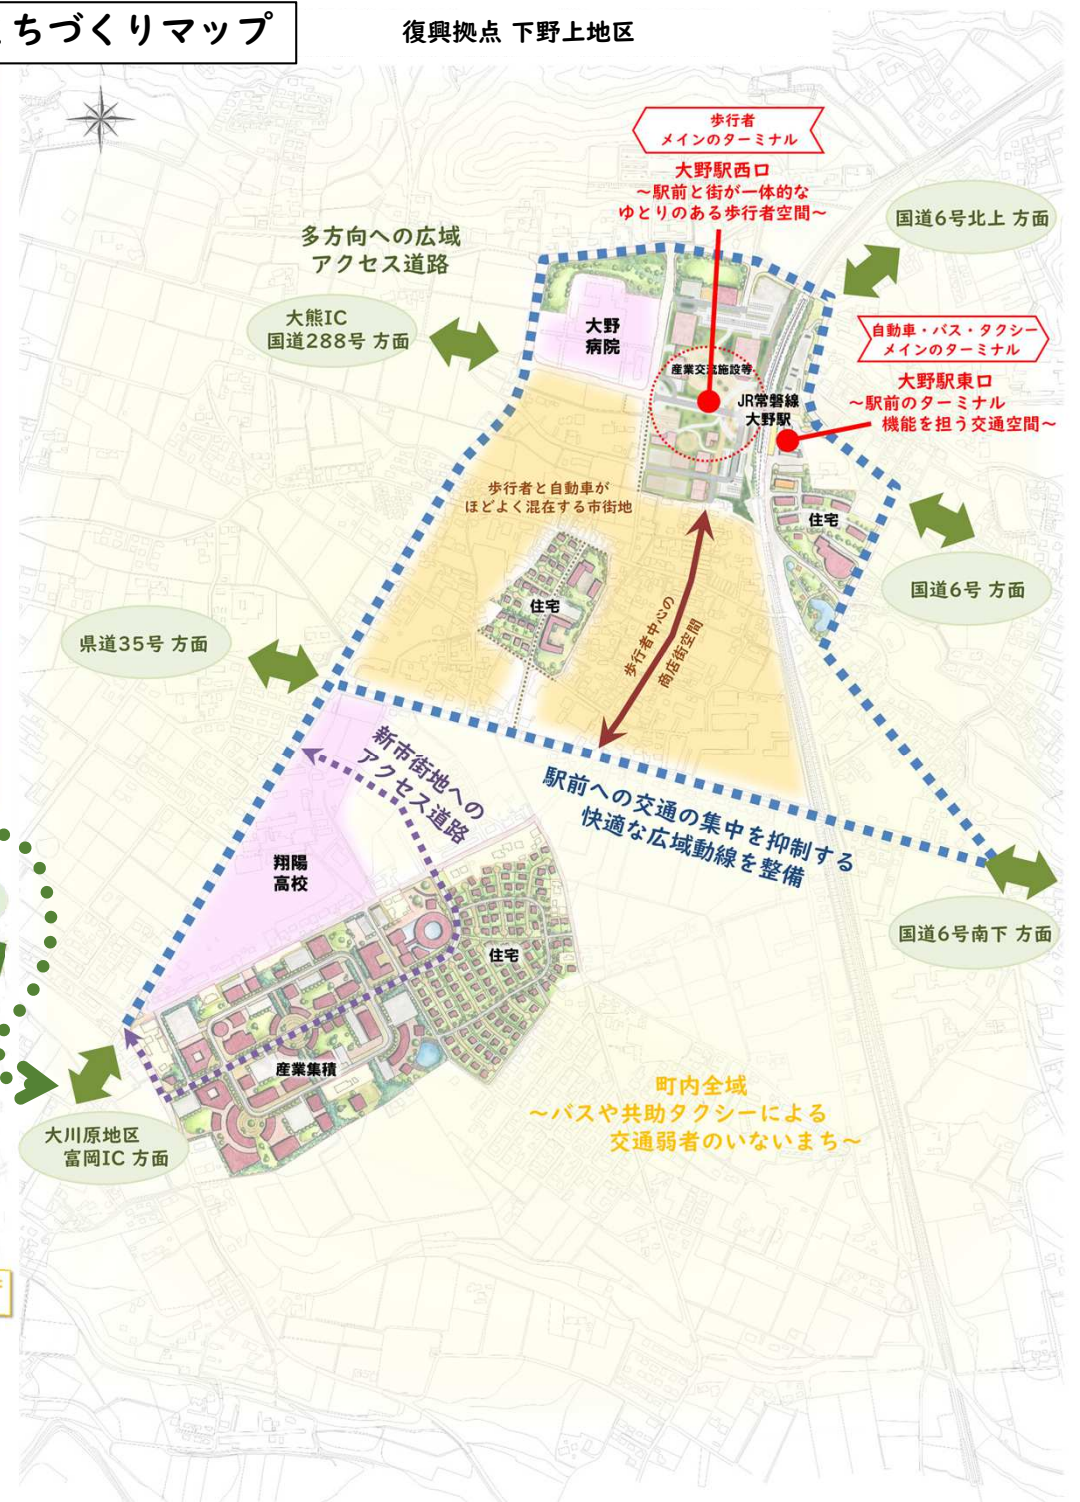 ちづくりマップ
復興拠点 下野上地区
歩行者
メインのターミナル
大野駅西口
～駅前と街が一体的な
ゆとりのある歩行者空間～
国道6号北上 方面
多方向への広域
アクセス道路
大熊IC
国道288号 方面
大野
病院
産業交流施設等
自動車・バス・タクシー
メインのターミナル
JR常磐線
大野駅
大野駅東口
～駅前のターミナル
機能を担う交通空間～
歩行者と自動車が
ほどよく混在する市街地
住宅
住宅
国道6号 方面
歩行者中心の
商店街空間
県道35号 方面
新市街地への
アクセス道路
駅前への交通の集中を抑制する
快適な広域動線を整備
翔陽
高校
住宅
国道6号南下 方面
産業集積
大川原地区
富岡IC 方面
町内全域
～バスや共助タクシーによる
交通弱者のいないまち～